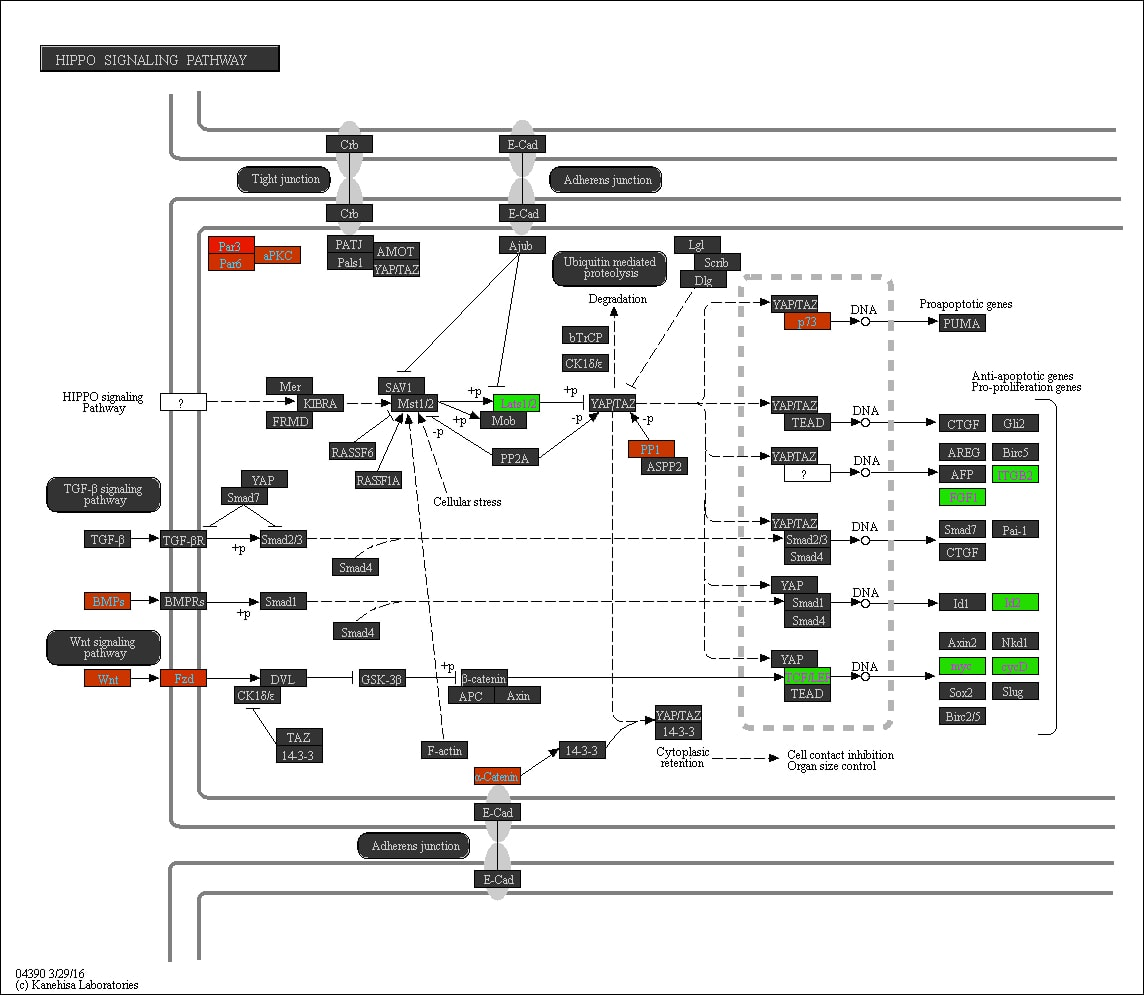 HIPPO SIGNALING PATHWAY
Crb
E-Cad
Tight junction
Adherens junction
Crb
E-Cad
Par3
Par6
aPKC
PATJ
Pals1
AMOT
YAP/TAZ
Ajub
Ubiquitin mediated
proteolysis
Lgl
Scrib
Dlg
Degradation
bTrCP
CK1δ/ε
YAP/TAZ
p73
DNA
Proapoptotic genes
PUMA
Anti-apoptotic genes
Pro-proliferation genes
HIPPO signaling
Pathway
?
Mer
KIBRA
FRMD
SAV1
Mst1/2
+p
+p
-p
Lats1/2
Mob
+p
-p
YAP/TAZ
-p
PP1
ASPP2
RASSF6
RASSF1A
PP2A
Cellular stress
YAP/TAZ
TEAD
DNA
CTGF
Gli2
YAP/TAZ
?
DNA
AREG
Birc5
AFP
ITGB2
FGF1
TGF-β signaling
pathway
YAP
Smad7
TGF-β
TGF-βR
+p
Smad2/3
Smad4
YAP/TAZ
Smad2/3
Smad4
DNA
Smad7
Pai-1
CTGF
BMPs
BMPRs
+p
Smad1
Smad4
YAP
Smad1
Smad4
DNA
Id1
Id2
Wnt signaling
pathway
Wnt
Fzd
DVL
CK1δ/ε
GSK-3β
+p
β-catenin
APC
Axin
YAP
TCF/LEF
TEAD
DNA
Axin2
Nkd1
myc
cycD
Sox2
Slug
Birc2/5
TAZ
14-3-3
F-actin
14-3-3
YAP/TAZ
14-3-3
Cytoplasic
retention
Cell contact inhibition
Organ size control
α-Catenin
E-Cad
Adherens junction
E-Cad
04390 3/29/16
(c) Kanehisa Laboratories